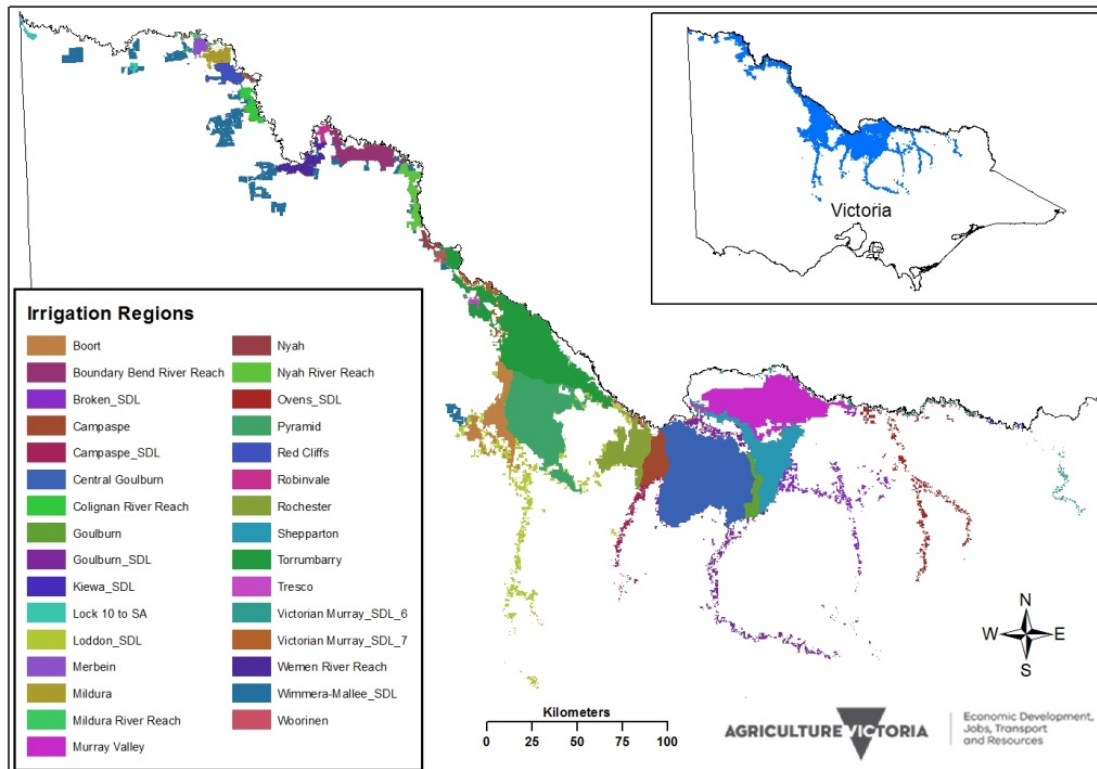 Victoria
Irrigation Regions
Boort
Boundary Bend River Reach
Broken_SDL
Campaspe
Campaspe_SDL
Central Goulburn
Colignan River Reach
Goulburn
Goulburn_SDL
Kiewa_SDL
Lock 10 to SA
Loddon_SDL
Merbein
Mildura
Mildura River Reach
Murray Valley
Nyah
Nyah River Reach
Ovens_SDL
Pyramid
Red Cliffs
Robinvale
Rochester
Shepparton
Torrumbarry
Tresco
Victorian Murray_SDL_6
Victorian Murray_SDL_7
Wemen River Reach
Wimmera-Mallee_SDL
Woorinen
N
W E
S
Kilometers
0 25 50 75 100
AGRICULTURE VICTORIA
Economic Development,
Jobs, Transport
and Resources